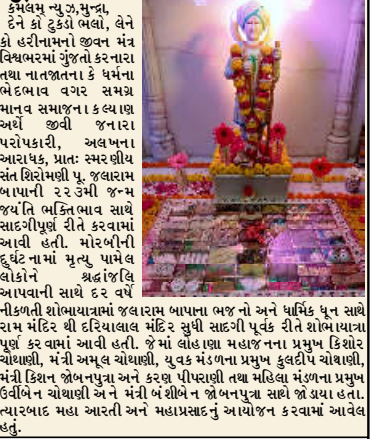 કેમેલમ્ ન્યુઝ,મુન્દ્રા,
દેને કો ટુકડો ભલો, લેને
કો હરીનામનો જીવન મંત્ર
વિશ્વભરમાં ગુંજતો કરનારા
તથા નાતજાતના કે ધર્મના
ભેદભાવ વગર સમગ્ર
માનવ સમાજના કલ્યાણ
અર્થે જીવી જનારા
પરોપકારી, અલખના
આરાધક, પ્રાતઃ સ્મરણીય
સંત શિરોમણી પૂ. જલારામ
બાપાની ૨૨૩મી જન્મ
જયંતિ ભક્તિભાવ સાથે
સાદગીપૂર્ણ રીતે કરવામાં
આવી હતી. મોરબીની
દુર્ઘટનામાં મૃત્યુ પામેલ
લોકોને શ્રદ્ધાંજલિ
આપવાની સાથે દર વર્ષે
નીકળતી શોભાયાત્રામાં જલારામ બાપાના ભજનો અને ધાર્મિક ધૂન સાથે
રામ મંદિર થી દરિયાલાલ મંદિર સુધી સાદગી પૂર્વક રીતે શોભાયાત્રા
પૂર્ણ કરવામાં આવી હતી. જેમાં લોહાણા મહાજનના પ્રમુખ કિશોર
ચોથાણી, મંત્રી અમૂલ ચોથાણી, યુવક મંડળના પ્રમુખ કુલદીપ ચોથાણી,
મંત્રી કિશન જોબનપુત્રા અને કરણ પીપરાણી તથા મહિલા મંડળના પ્રમુખ
ઉર્વીબેન ચોથાણી અને મંત્રી બંશીબેન જોબનપુત્રા સાથે જોડાયા હતા.
ત્યારબાદ મહા આરતી અને મહાપ્રસાદનું આયોજન કરવામાં આવેલ
હતું.